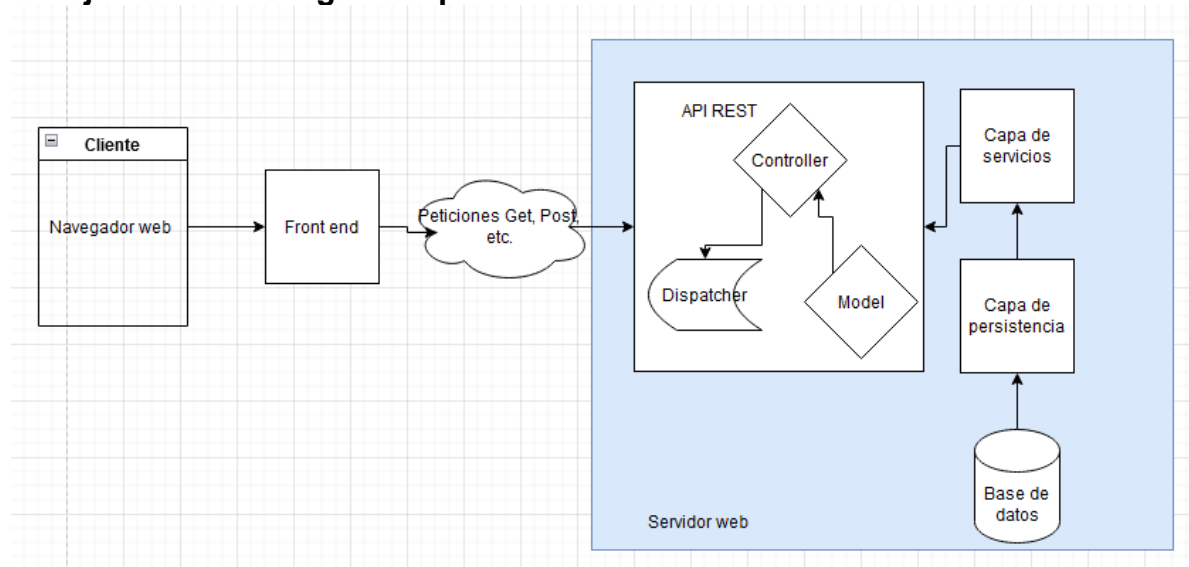 Cliente
Navegador web
Front end
Peticiones Get, Post,
etc.
API REST
Controller
Dispatcher
Model
Capa de
servicios
Capa de
persistencia
Base de
datos
Servidor web